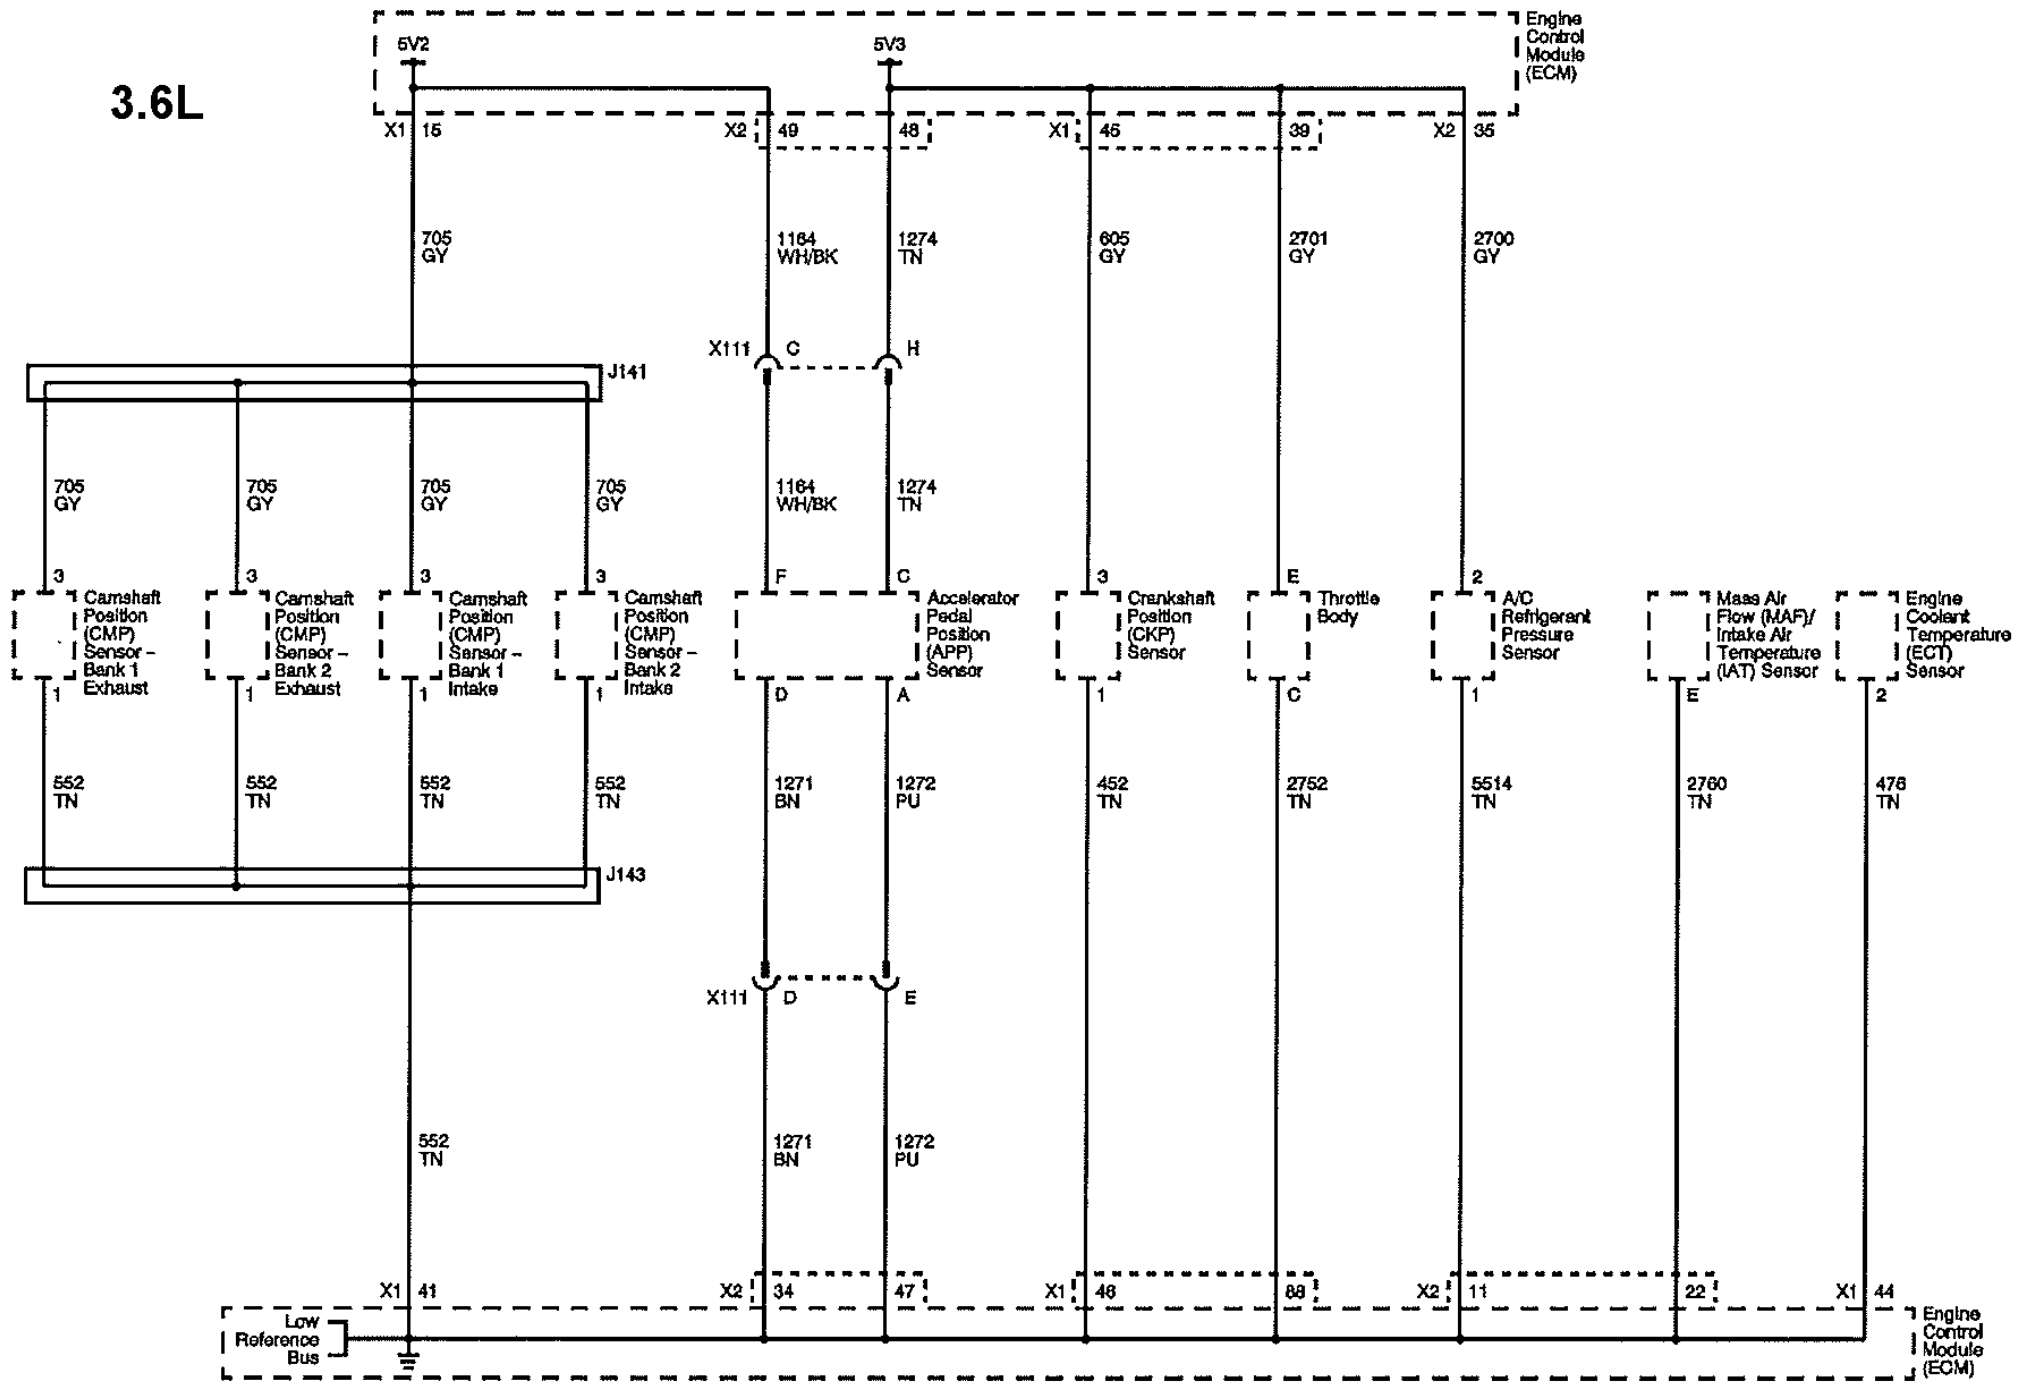 3.6L
5V2
5V3
Engine
Control
Module
(ECM)
X1 15
X2 49
48
X1 45
39
X2 35
705
GY
1164
WH/BK
1274
TN
605
GY
2701
GY
2700
GY
X111 C
H
J141
705
GY
705
GY
705
GY
705
GY
1164
WH/BK
1274
TN
3
3
3
3
F
C
3
E
2
Camshaft
Position
(CMP)
Sensor –
Bank 1
Exhaust
Camshaft
Position
(CMP)
Sensor –
Bank 2
Exhaust
Camshaft
Position
(CMP)
Sensor –
Bank 1
Intake
Camshaft
Position
(CMP)
Sensor –
Bank 2
Intake
Accelerator
Pedal
Position
(APP)
Sensor
Crankshaft
Position
(CKP)
Sensor
Throttle
Body
A/C
Refrigerant
Pressure
Sensor
Mass Air
Flow (MAF)/
Intake Air
Temperature
(IAT) Sensor
Engine
Coolant
Temperature
(ECT)
Sensor
1
1
1
1
D
A
1
C
1
E
2
552
TN
552
TN
552
TN
552
TN
1271
BN
1272
PU
452
TN
2752
TN
5514
TN
2760
TN
476
TN
J143
X111 D
E
552
TN
1271
BN
1272
PU
X1 41
X2 34
47
X1 46
88
X2 11
22
X1 44
Low
Reference
Bus
Engine
Control
Module
(ECM)